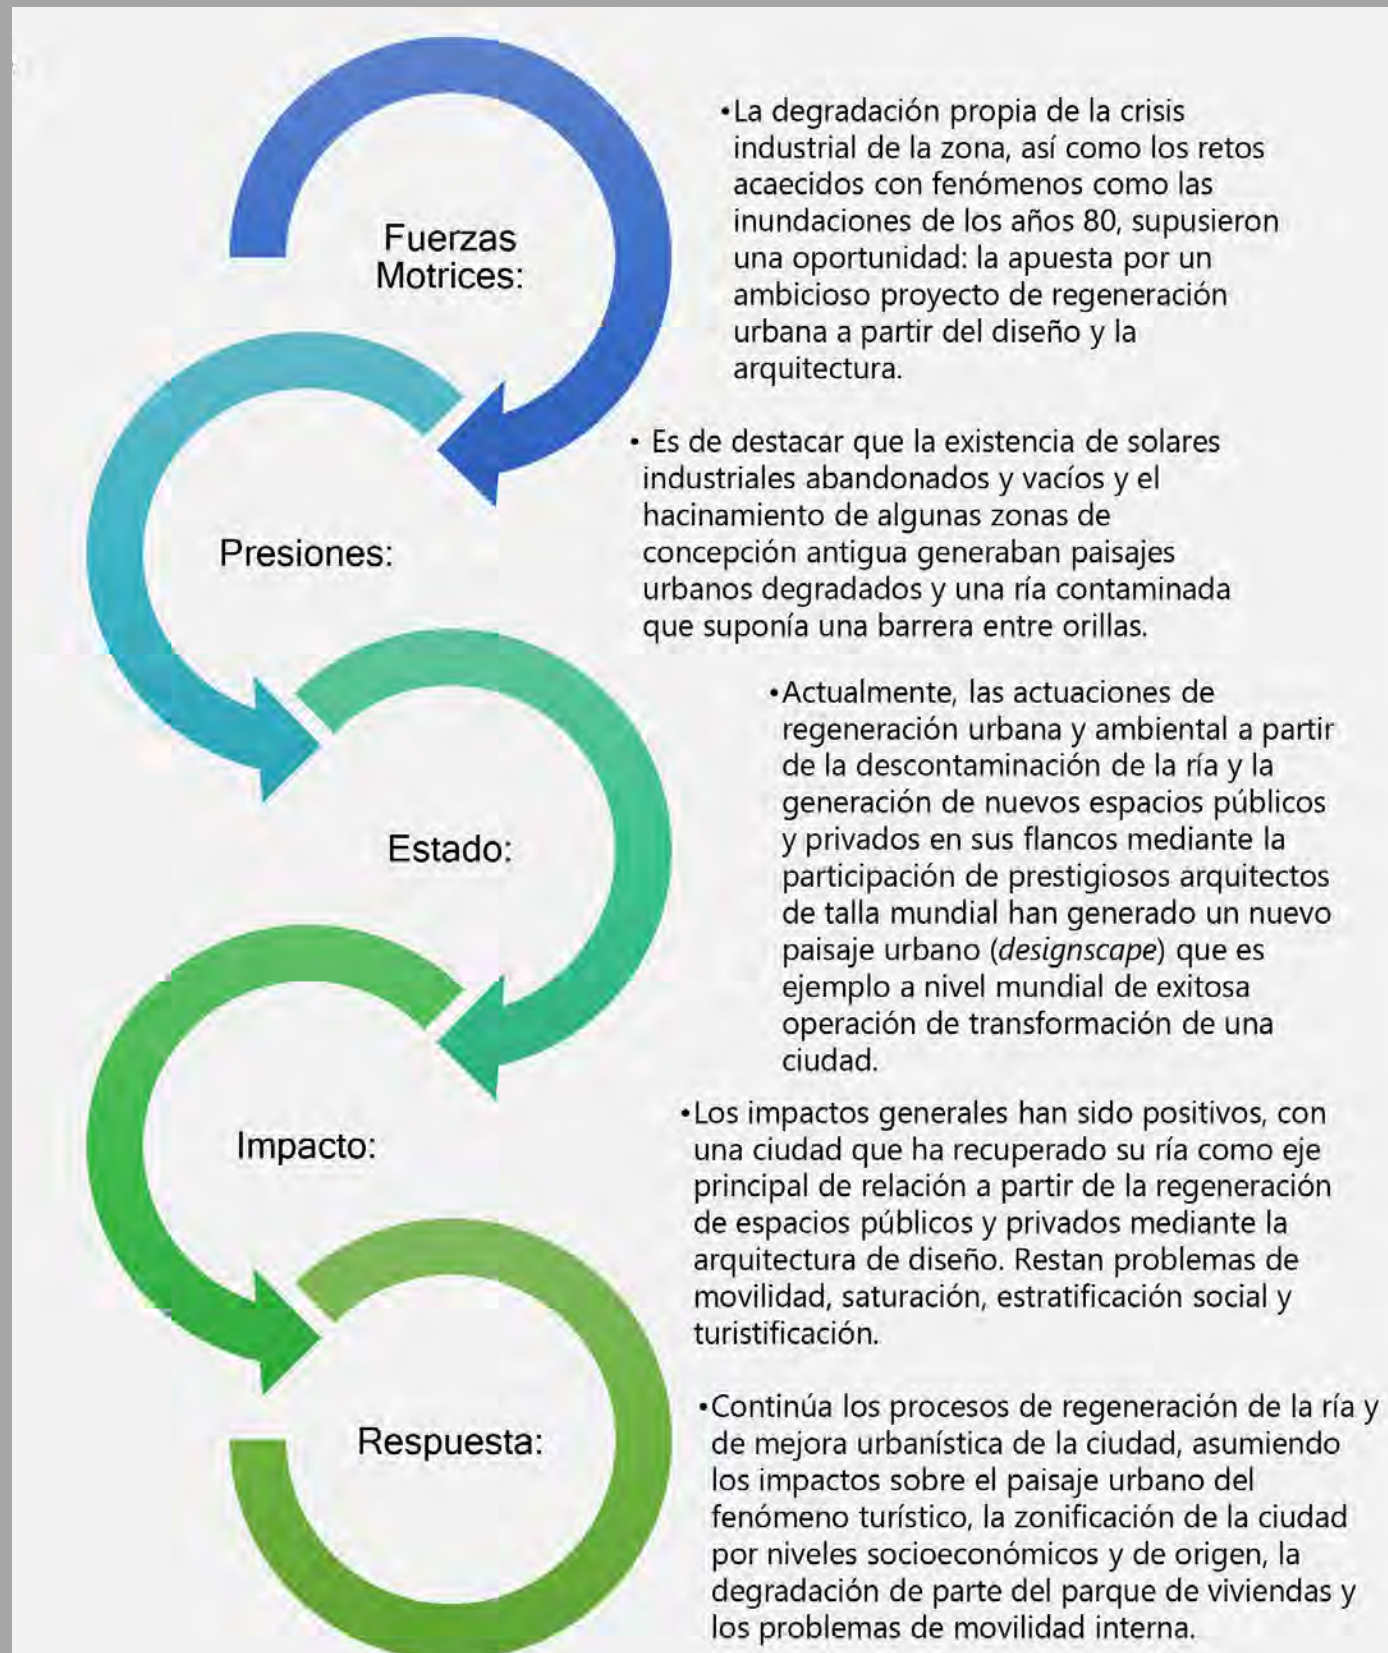 Fuerzas
Motrices:
•La degradación propia de la crisis
industrial de la zona, así como los retos
acaecidos con fenómenos como las
inundaciones de los años 80, supusieron
una oportunidad: la apuesta por un
ambicioso proyecto de regeneración
urbana a partir del diseño y la
arquitectura.
Presiones:
• Es de destacar que la existencia de solares
industriales abandonados y vacíos y el
hacinamiento de algunas zonas de
concepción antigua generaban paisajes
urbanos degradados y una ría contaminada
que suponía una barrera entre orillas.
Estado:
•Actualmente, las actuaciones de
regeneración urbana y ambiental a partir
de la descontaminación de la ría y la
generación de nuevos espacios públicos
y privados en sus flancos mediante la
participación de prestigiosos arquitectos
de talla mundial han generado un nuevo
paisaje urbano (designscape) que es
ejemplo a nivel mundial de exitosa
operación de transformación de una
ciudad.
Impacto:
•Los impactos generales han sido positivos, con
una ciudad que ha recuperado su ría como eje
principal de relación a partir de la regeneración
de espacios públicos y privados mediante la
arquitectura de diseño. Restan problemas de
movilidad, saturación, estratificación social y
turistificación.
Respuesta:
•Continúa los procesos de regeneración de la ría y
de mejora urbanística de la ciudad, asumiendo
los impactos sobre el paisaje urbano del
fenómeno turístico, la zonificación de la ciudad
por niveles socioeconómicos y de origen, la
degradación de parte del parque de viviendas y
los problemas de movilidad interna.